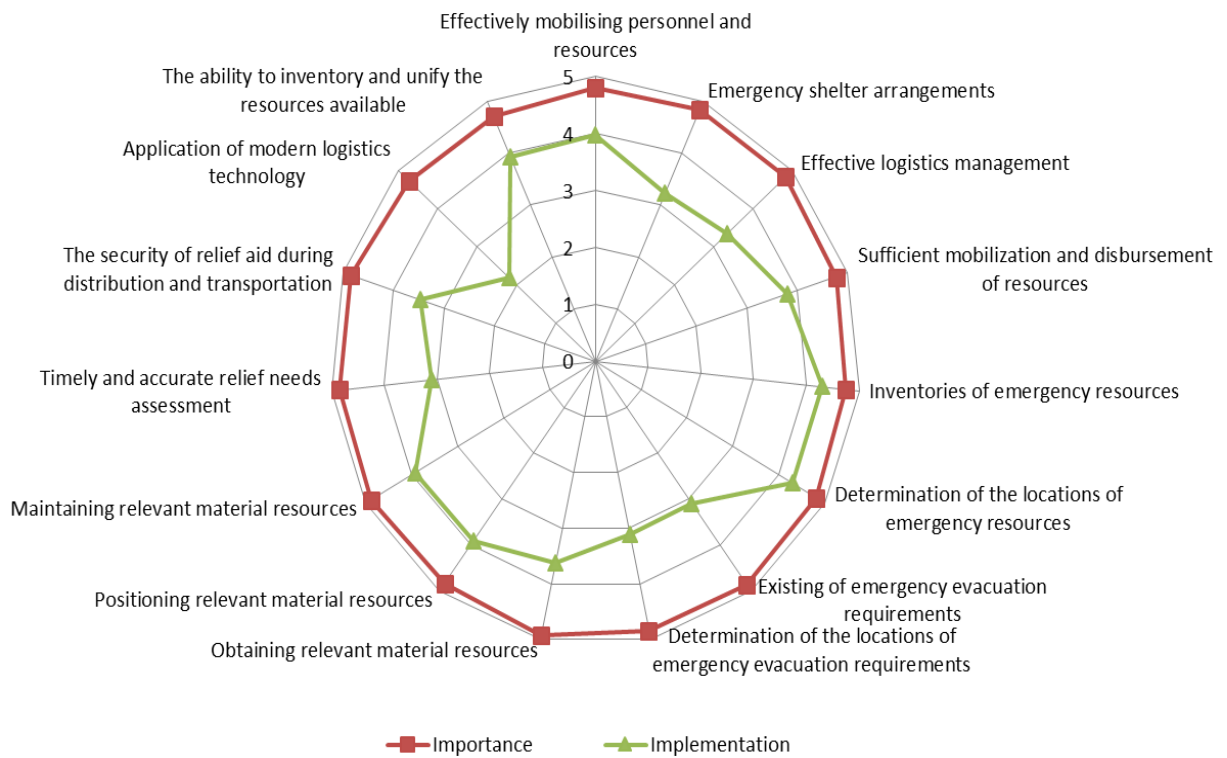 Effectively mobilising personnel and
resources
The ability to inventory and unify the
resources available
Emergency shelter arrangements
Application of modern logistics
technology
Effective logistics management
The security of relief aid during
distribution and transportation
Sufficient mobilization and disbursement
of resources
Timely and accurate relief needs
assessment
Inventories of emergency resources
Maintaining relevant material resources
Determination of the locations of
emergency resources
Positioning relevant material resources
Existing of emergency evacuation
requirements
Obtaining relevant material resources
Determination of the locations of
emergency evacuation requirements
5
4
3
2
1
0
Importance
Implementation